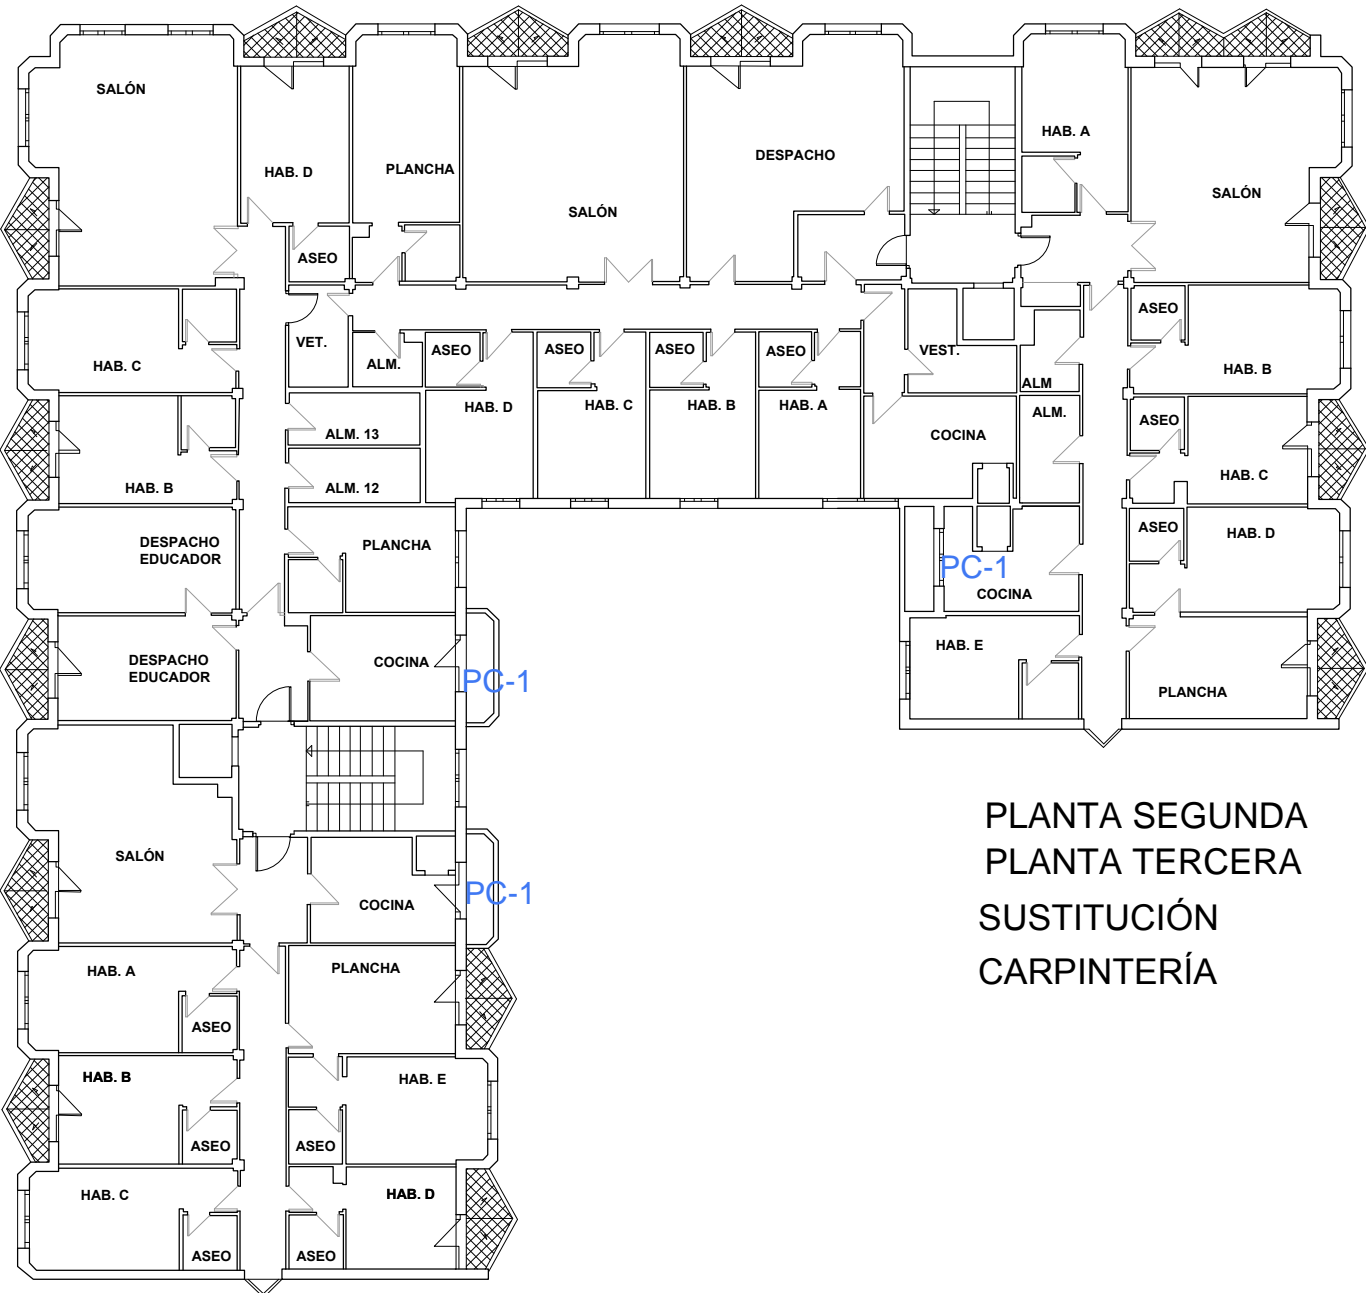 SALÓN
HAB. D
PLANCHA
SALÓN
DESPACHO
HAB. A
SALÓN
ASEO
VET.
ALM.
ASEO
ASEO
ASEO
ASEO
VEST.
ALM
ASEO
HAB. B
HAB. C
HAB. D
HAB. C
HAB. B
HAB. A
COCINA
ALM.
ASEO
HAB. C
HAB. B
ALM. 13
ALM. 12
DESPACHO
EDUCADOR
PLANCHA
PC-1
COCINA
ASEO
HAB. D
DESPACHO
EDUCADOR
COCINA
PC-1
HAB. E
PLANCHA
SALÓN
COCINA
PC-1
PLANTA SEGUNDA
PLANTA TERCERA
SUSTITUCIÓN
CARPINTERÍA
HAB. A
ASEO
PLANCHA
HAB. B
ASEO
ASEO
HAB. E
HAB. C
ASEO
ASEO
HAB. D